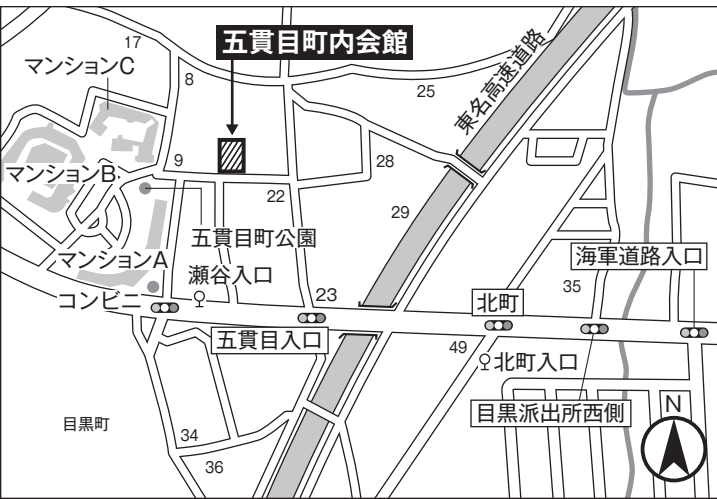 五貫目町内会館
17
マンションC
8
25
東名高速道路
9
28
マンションB
22
29
五貫目町公園
マンションA
瀬谷入口
海軍道路入口
コンビニ
23
35
北町
五貫目入口
49
北町入口
目黒派出所西側
N
目黒町
34
36